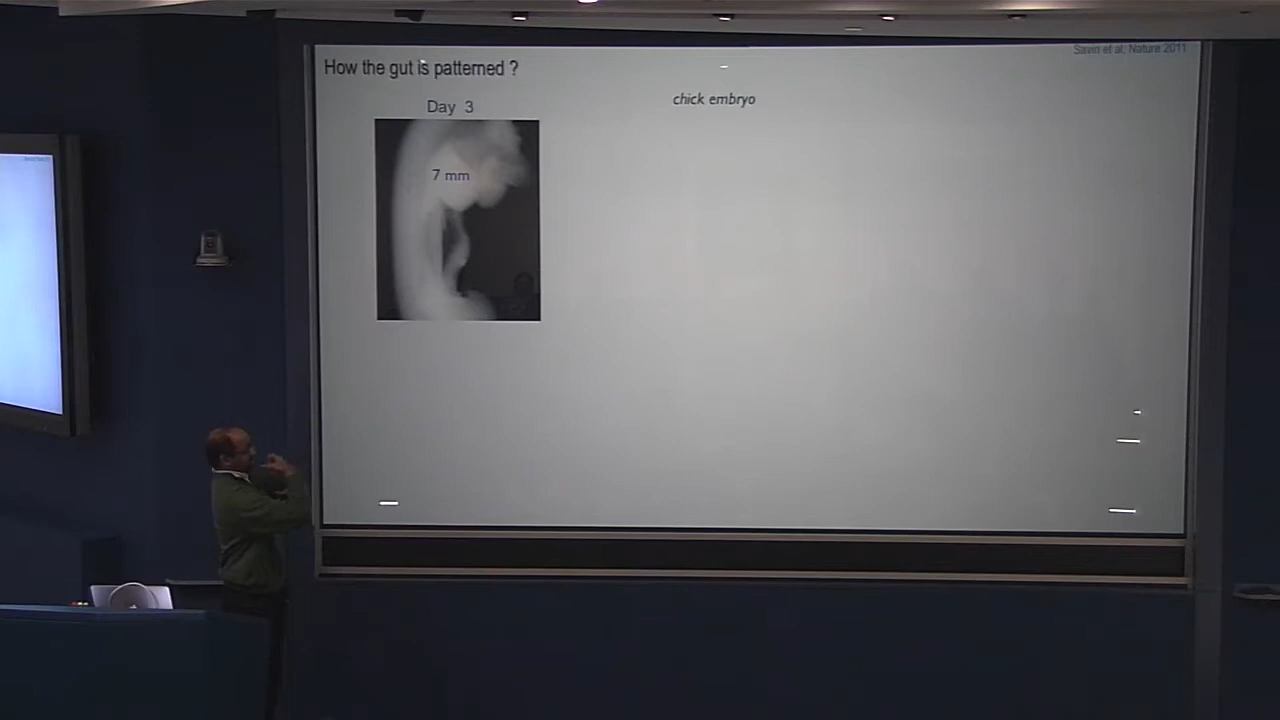 Savin et al, Nature 2011
How the gut is patterned ?
chick embryo
Day 3
7 mm